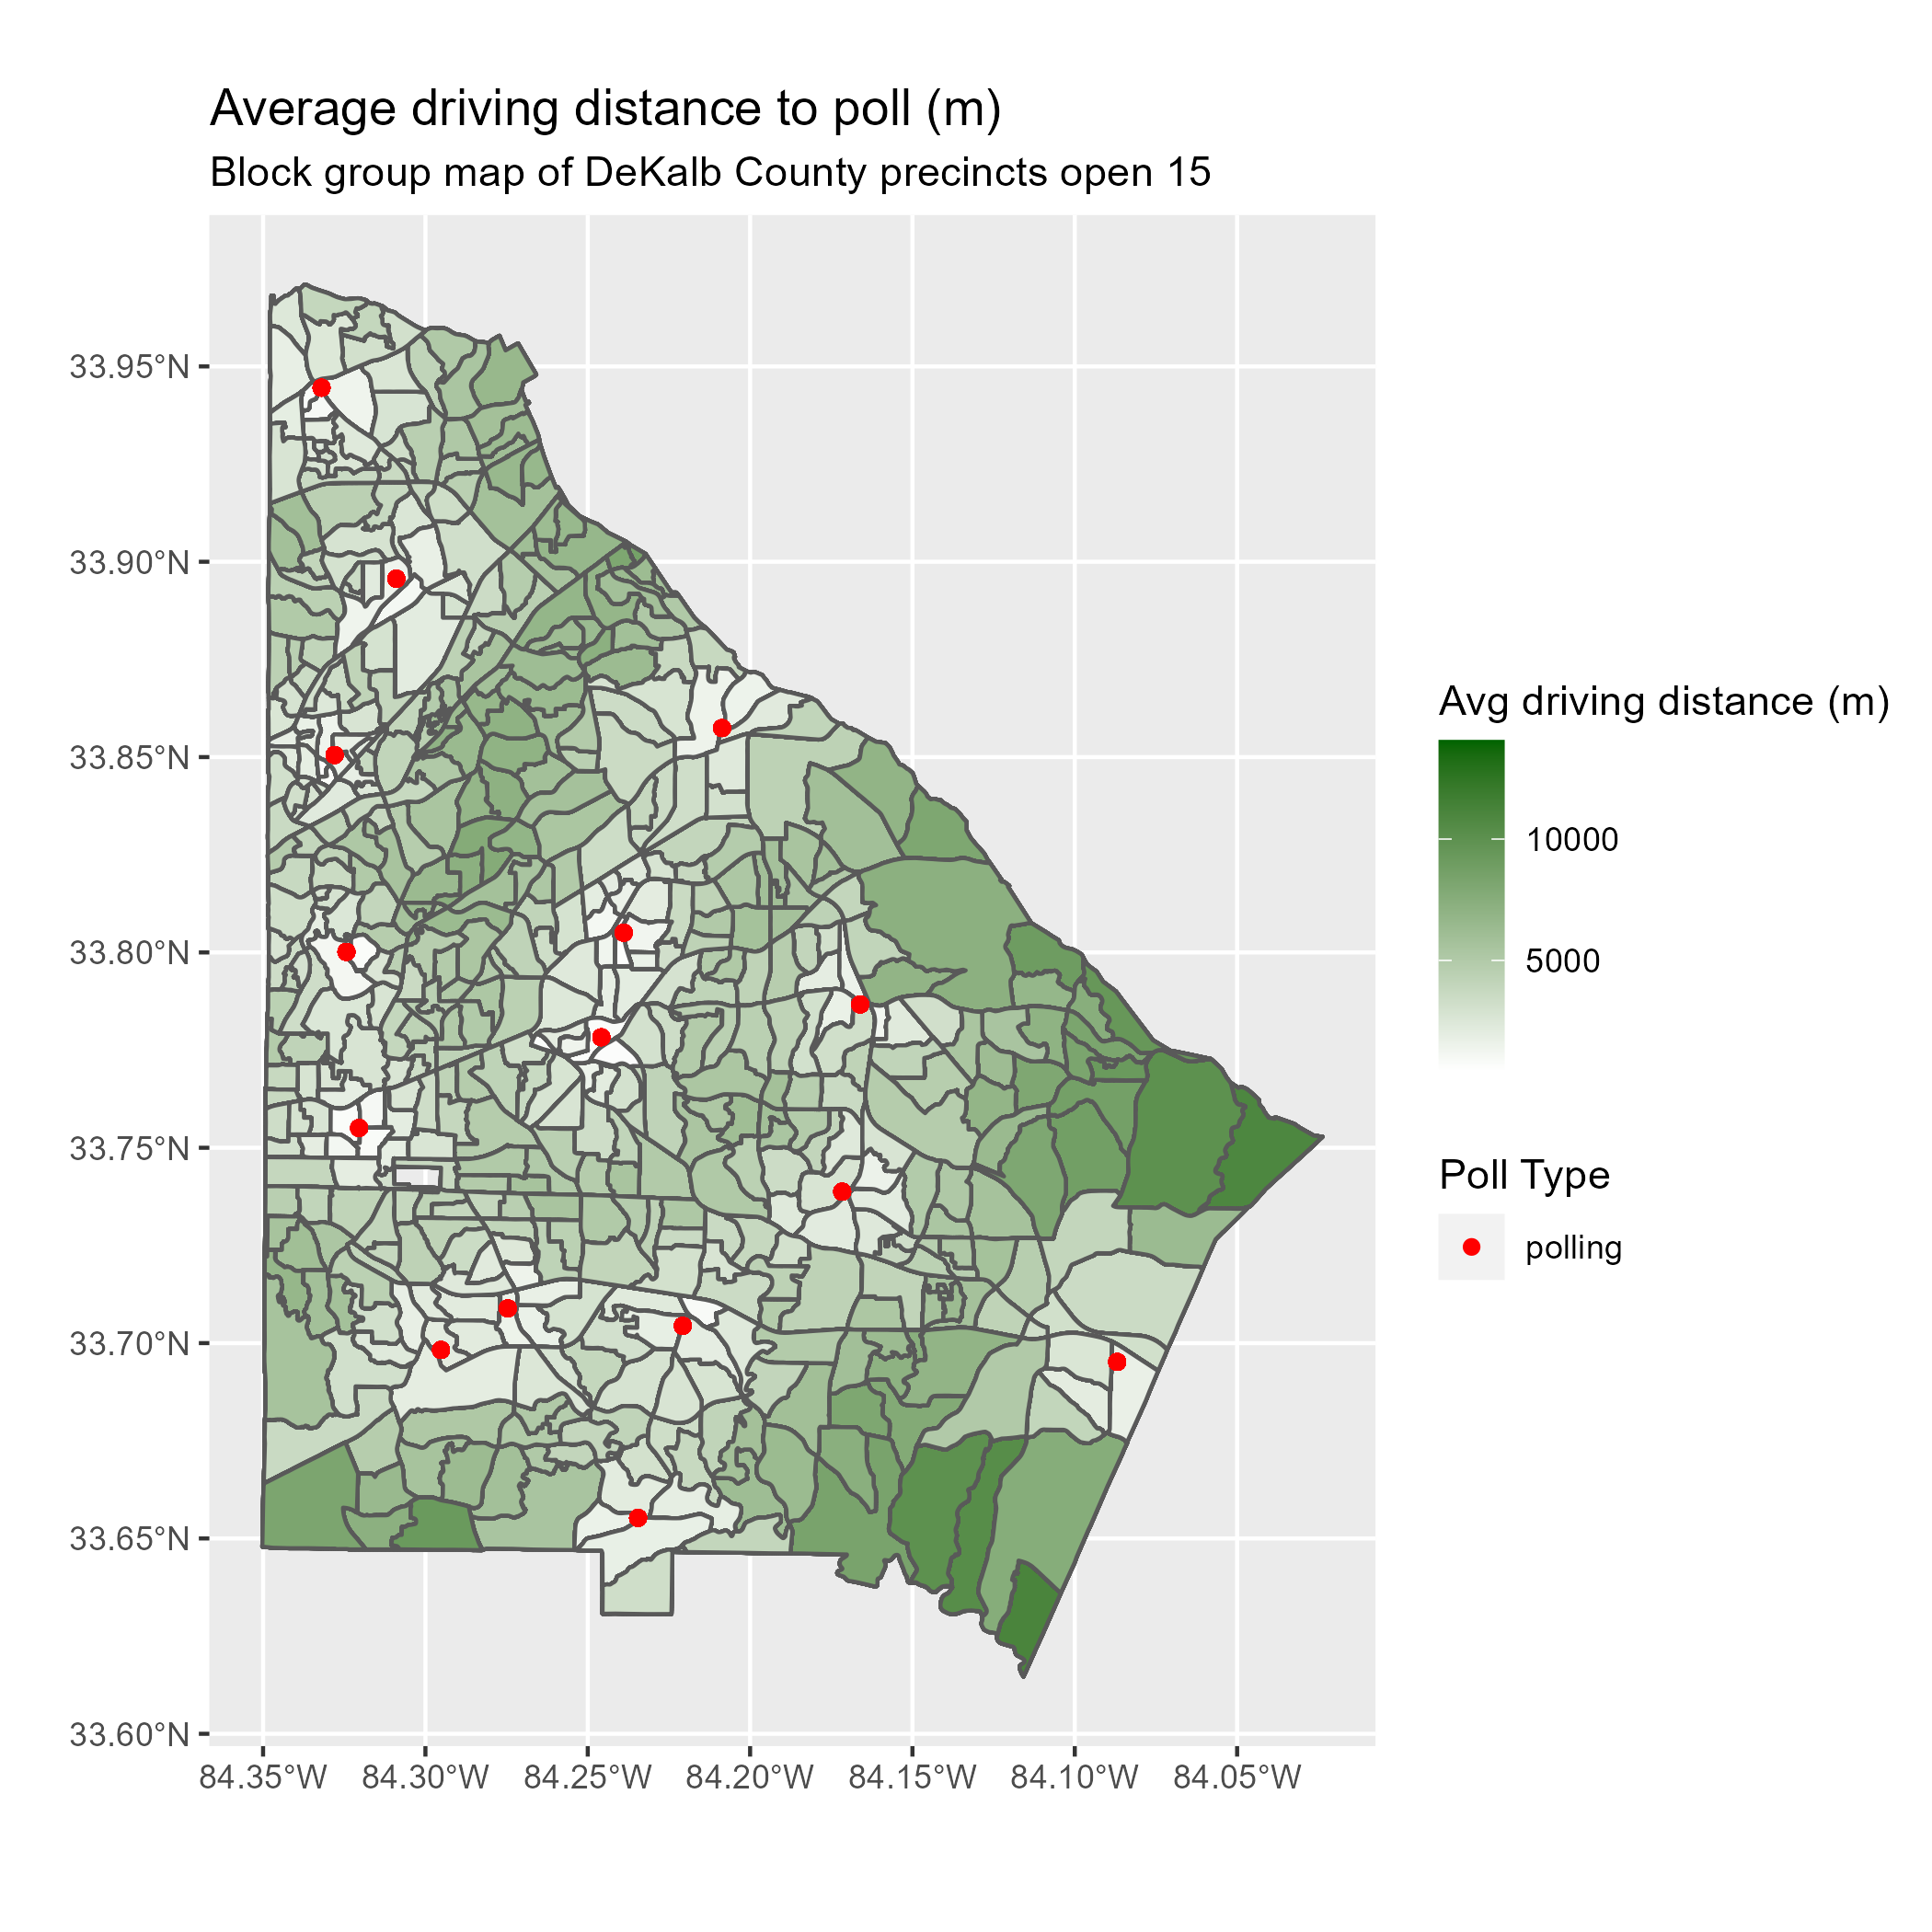 Average driving distance to poll (m)
Block group map of DeKalb County precincts open 15
33.95°N
33.90°N
33.85°N
33.80°N
33.75°N
33.70°N
33.65°N
33.60°N
84.35°W 84.30°W 84.25°W 84.20°W 84.15°W 84.10°W 84.05°W
Avg driving distance (m)
10000
5000
Poll Type
polling